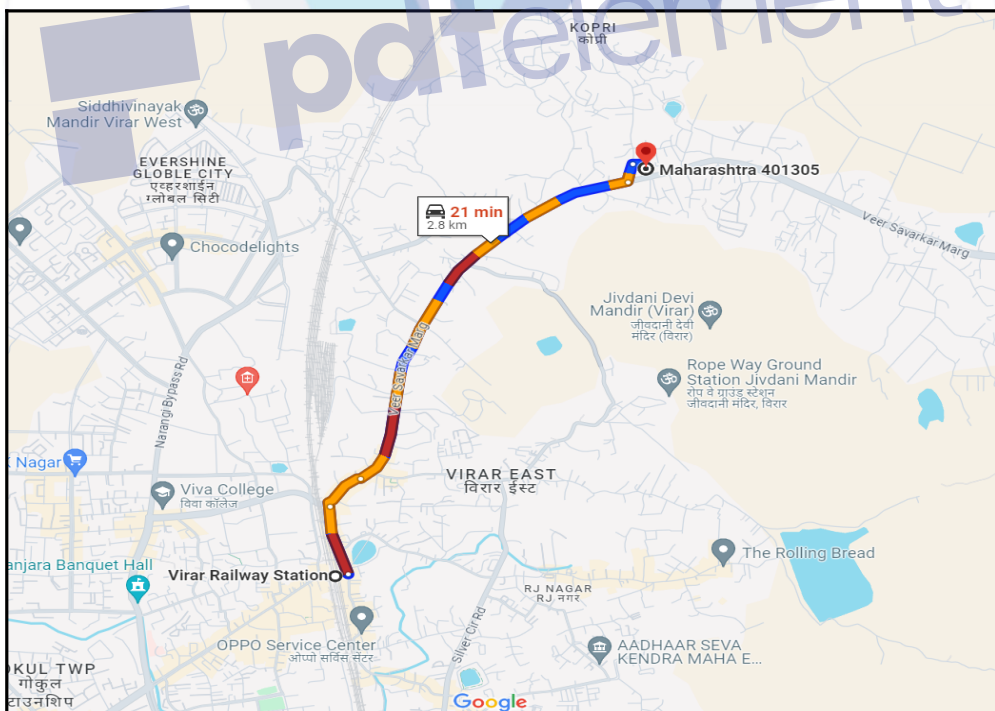 pdfelement
KOPRI
कोप्री
Siddhivinayak
Mandir Virar West
EVERSHINE
GLOBLE CITY
एव्हरशाईन
ग्लोबल सिटी
Maharashtra 401305
21 min
2.8 km
Veer Savarkar Marg
Chocodelights
Jivdani Devi
Mandir (Virar)
जीवदानी देवी
मंदिर (विरार)
Veer Savarkar Marg
Rope Way Ground
Station Jivdani Mandir
रोप वे ग्राउंड स्टेशन
जीवदानी मंदिर, विरार
Narangi Bypass Rd
Nagar
VIRAR EAST
विरार ईस्ट
Viva College
विवा कॉलेज
The Rolling Bread
anjara Banquet Hall
Virar Railway Station
RJ NAGAR
RJ नगर
Silver Cir Rd
OPPO Service Center
ओप्पो सर्विस सेंटर
AADHAAR SEVA
KENDRA MAHA E...
OKUL TWP
गोकुल
टाउनशिप
Google